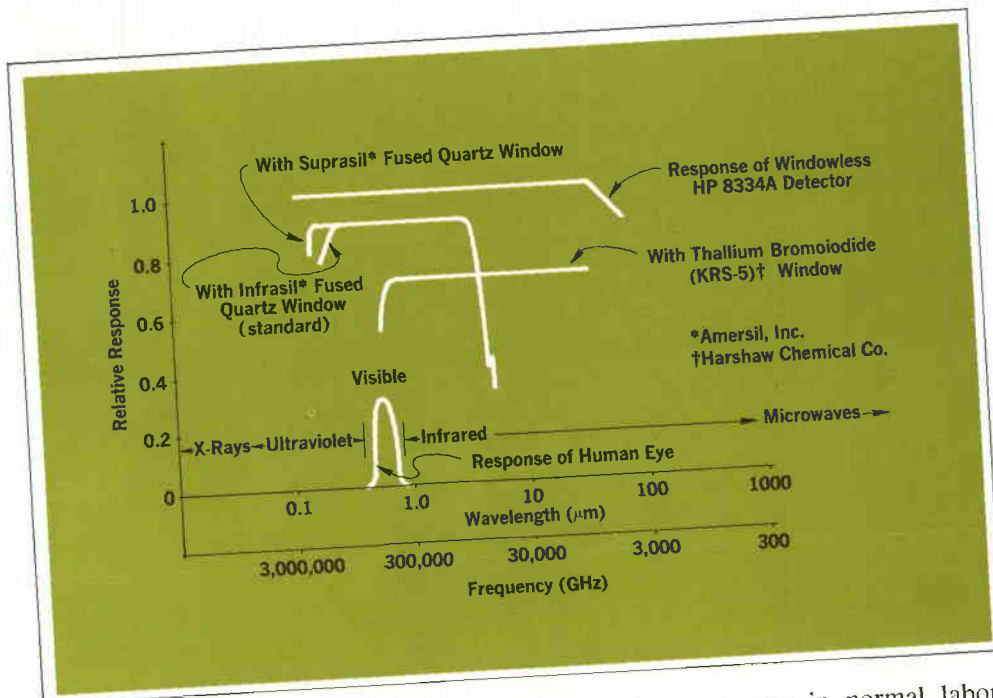 With Suprasil* Fused Quartz Window
Response of Windowless
HP 8334A Detector
1.0
0.8
0.6
0.4
0.2
0
Relative Response
With Infrasil* Fused
Quartz Window
(standard)
With Thallium Bromoiodide
(KRS-5)† Window
*Amersil, Inc.
†Harshaw Chemical Co.
Visible
X-Rays Ultraviolet Infrared Microwaves
Response of Human Eye
0.1 1.0 10 100 1000
Wavelength (μm)
3,000,000 300,000 30,000 3,000 300
Frequency (GHz)
in normal labor